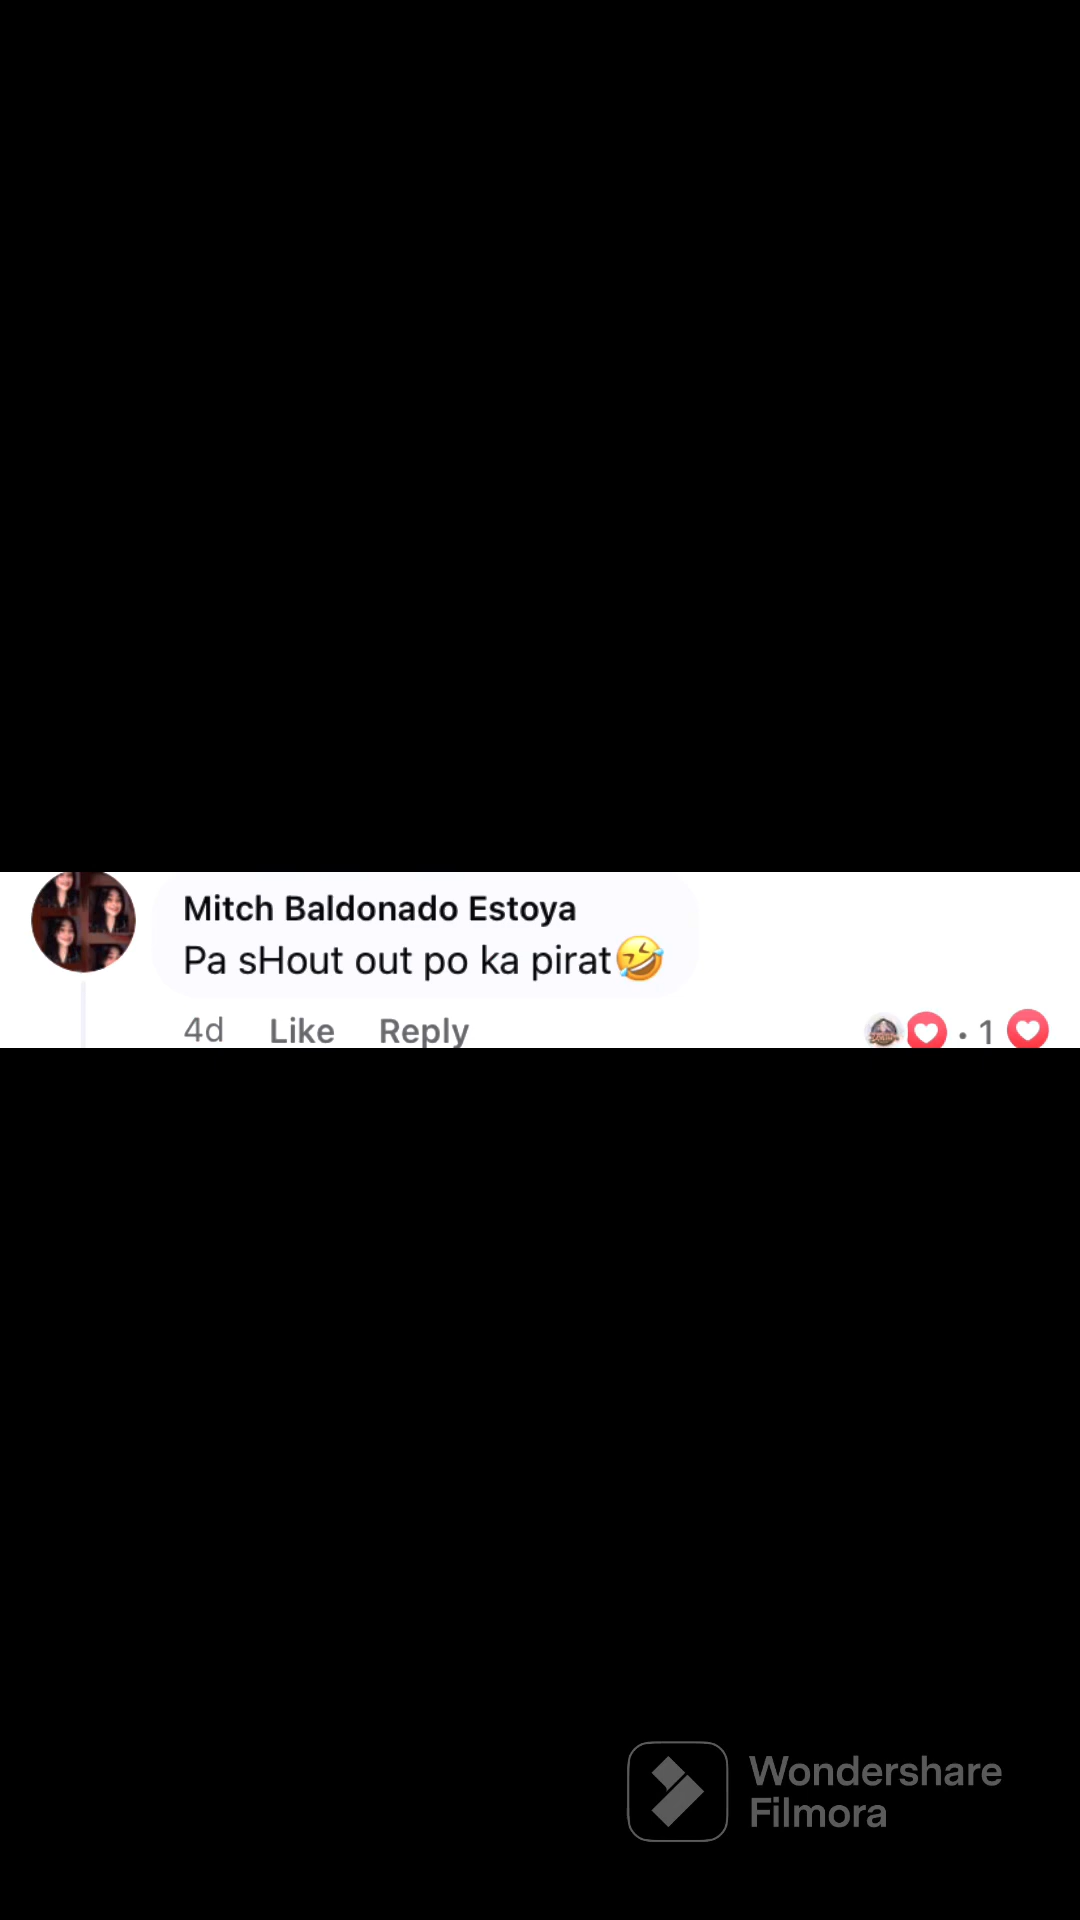 Mitch Baldonado Estoya
Pa sHout out po ka pirat🤣
4d Like Reply
· 1
Wondershare
Filmora